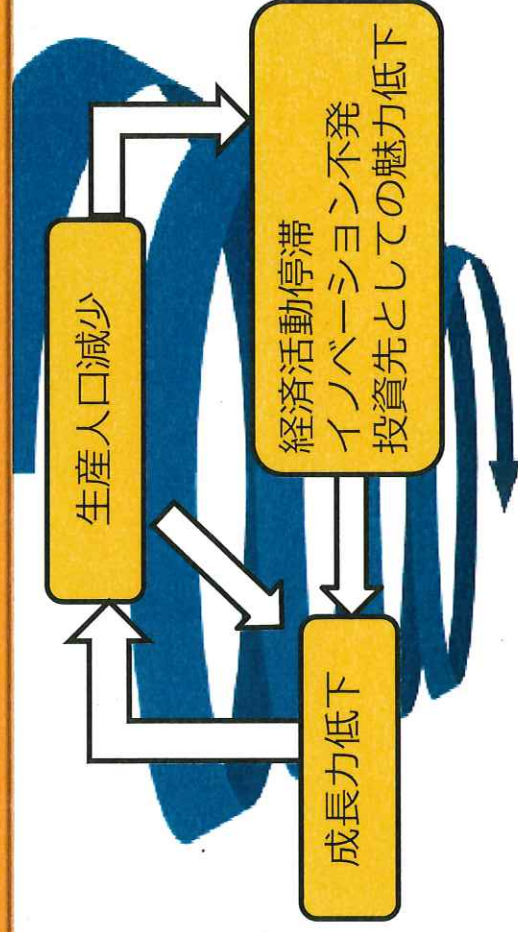 生産人口減少
経済活動停滞
イノベーション不発
投資先としての魅力低下
成長力低下